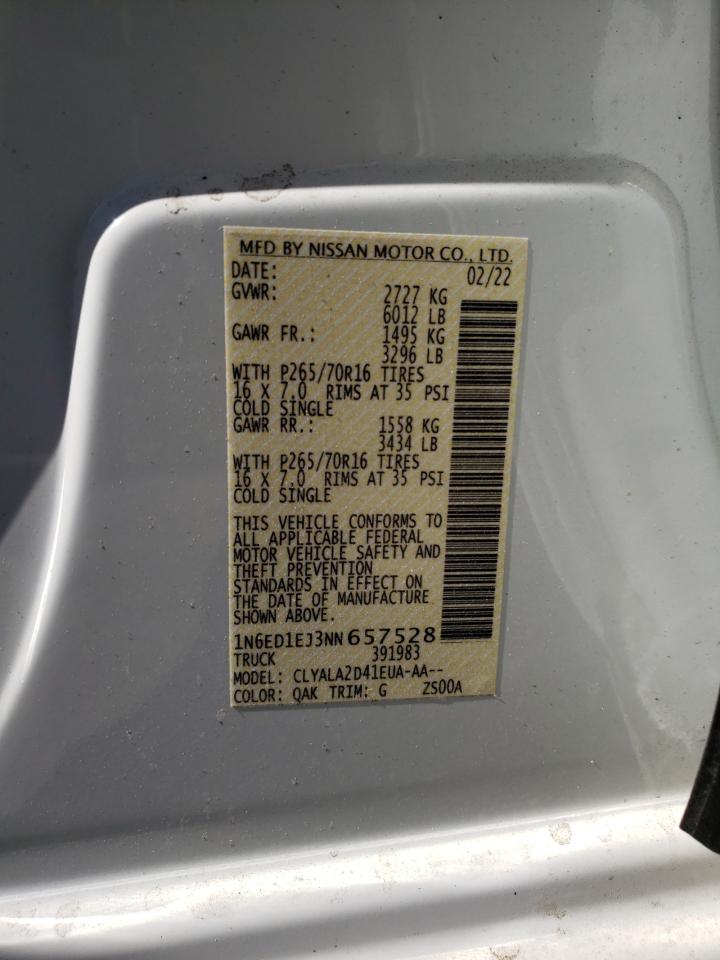 MFD BY NISSAN MOTOR CO., LTD.
DATE: 02/22
GVWR: 2727 KG
6012 LB
GAWR FR.: 1495 KG
3296 LB
WITH P265/70R16 TIRES
16 X 7.0 RIMS AT 35 PSI
COLD SINGLE
GAWR RR.: 1558 KG
3434 LB
WITH P265/70R16 TIRES
16 X 7.0 RIMS AT 35 PSI
COLD SINGLE
THIS VEHICLE CONFORMS TO
ALL APPLICABLE FEDERAL
MOTOR VEHICLE SAFETY AND
THEFT PREVENTION
STANDARDS IN EFFECT ON
THE DATE OF MANUFACTURE
SHOWN ABOVE.
1N6ED1EJ3NN657528
TRUCK 391983
MODEL: CLYALA2D41EUA-AA--
COLOR: QAK TRIM: G ZS00A